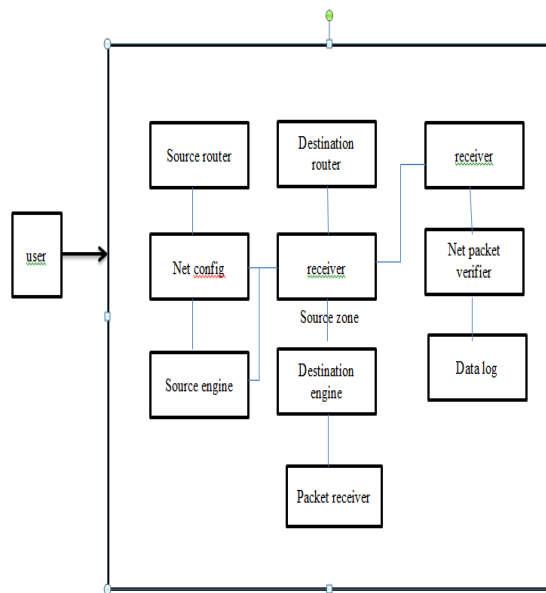 user
Source router
Net config
Source engine
Destination
router
receiver
Source zone
Destination
engine
Packet receiver
receiver
Net packet
verifier
Data log